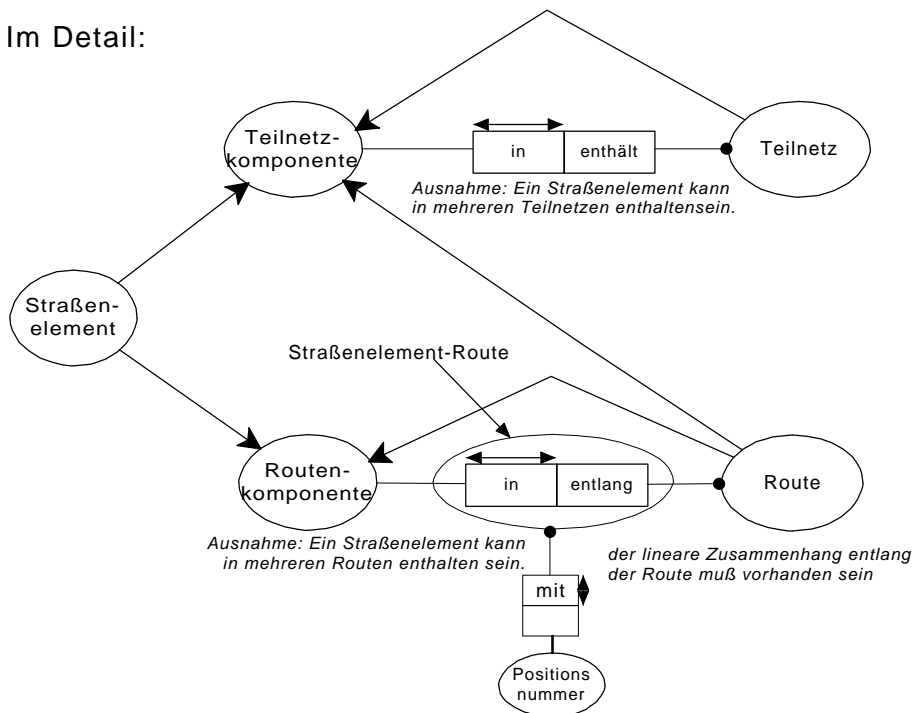 Im Detail:
Teilnetz-
komponente
in
enthält
Teilnetz
Ausnahme: Ein Straßenelement kann
in mehreren Teilnetzen enthaltensein.
Straßen-
element
Straßenelement-Route
Routen-
komponente
in
entlang
Route
Ausnahme: Ein Straßenelement kann
in mehreren Routen enthalten sein.
der lineare Zusammenhang entlang
der Route muß vorhanden sein
mit
Positions
nummer